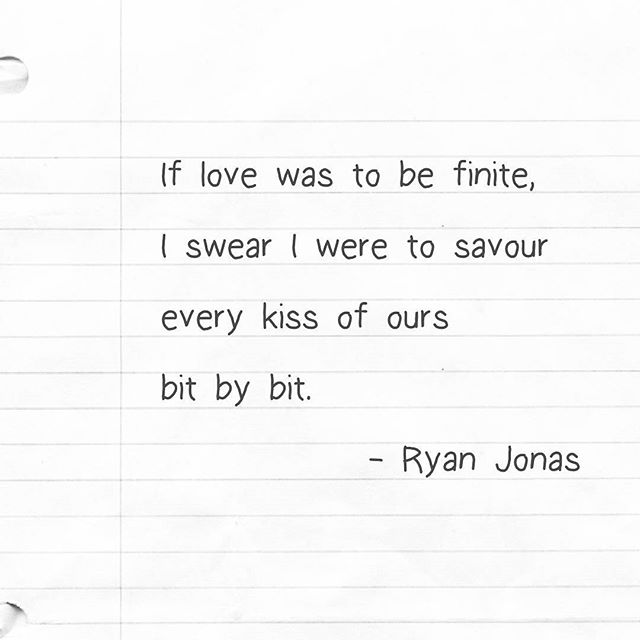 If love was to be finite,
I swear I were to savour
every kiss of ours
bit by bit.
- Ryan Jonas